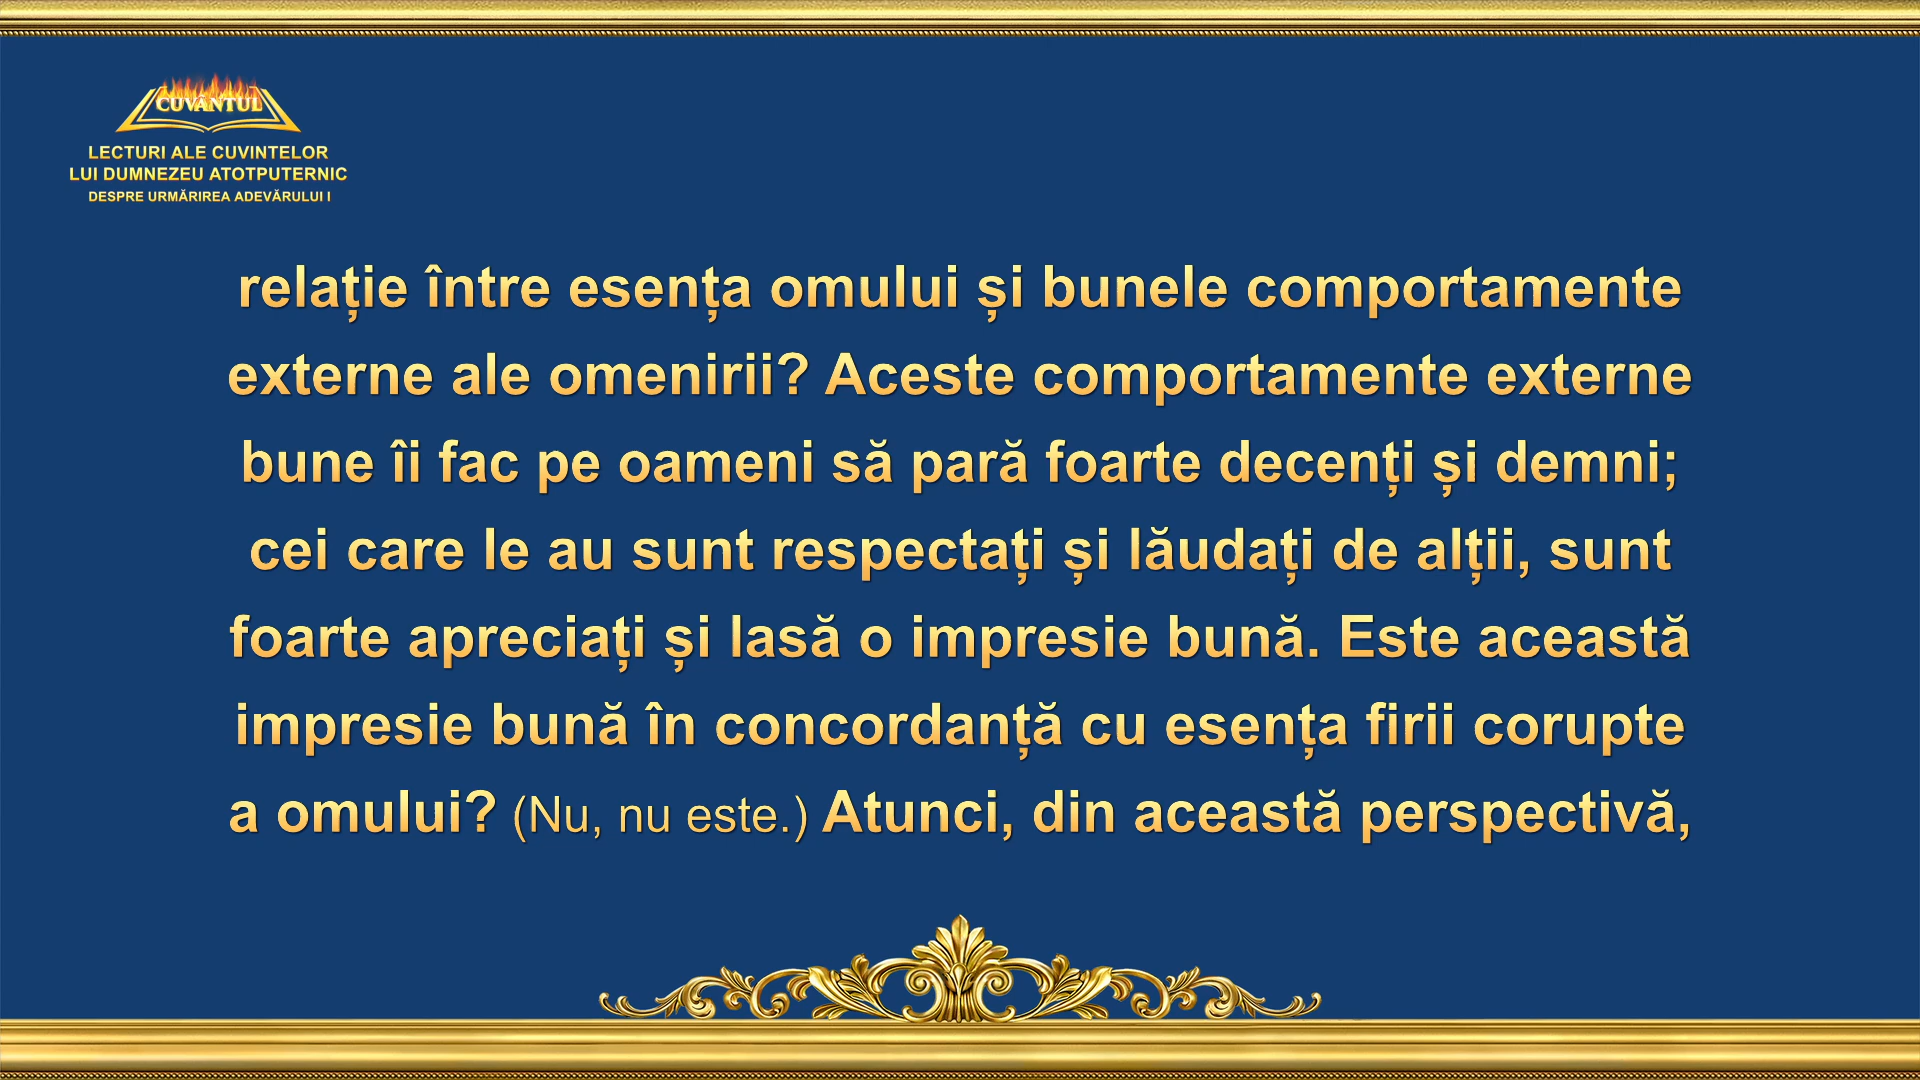 CUVÂNTUL
LECTURI ALE CUVINTELOR
LUI DUMNEZEU ATOTPUTERNIC
DESPRE URMĂRIREA ADEVĂRULUI I
relație între esența omului și bunele comportamente
externe ale omenirii? Aceste comportamente externe
bune îi fac pe oameni să pară foarte decenți și demni;
cei care le au sunt respectați și lăudați de alții, sunt
foarte apreciați și lasă o impresie bună. Este această
impresie bună în concordanță cu esența firii corupte
a omului? (Nu, nu este.) Atunci, din această perspectivă,